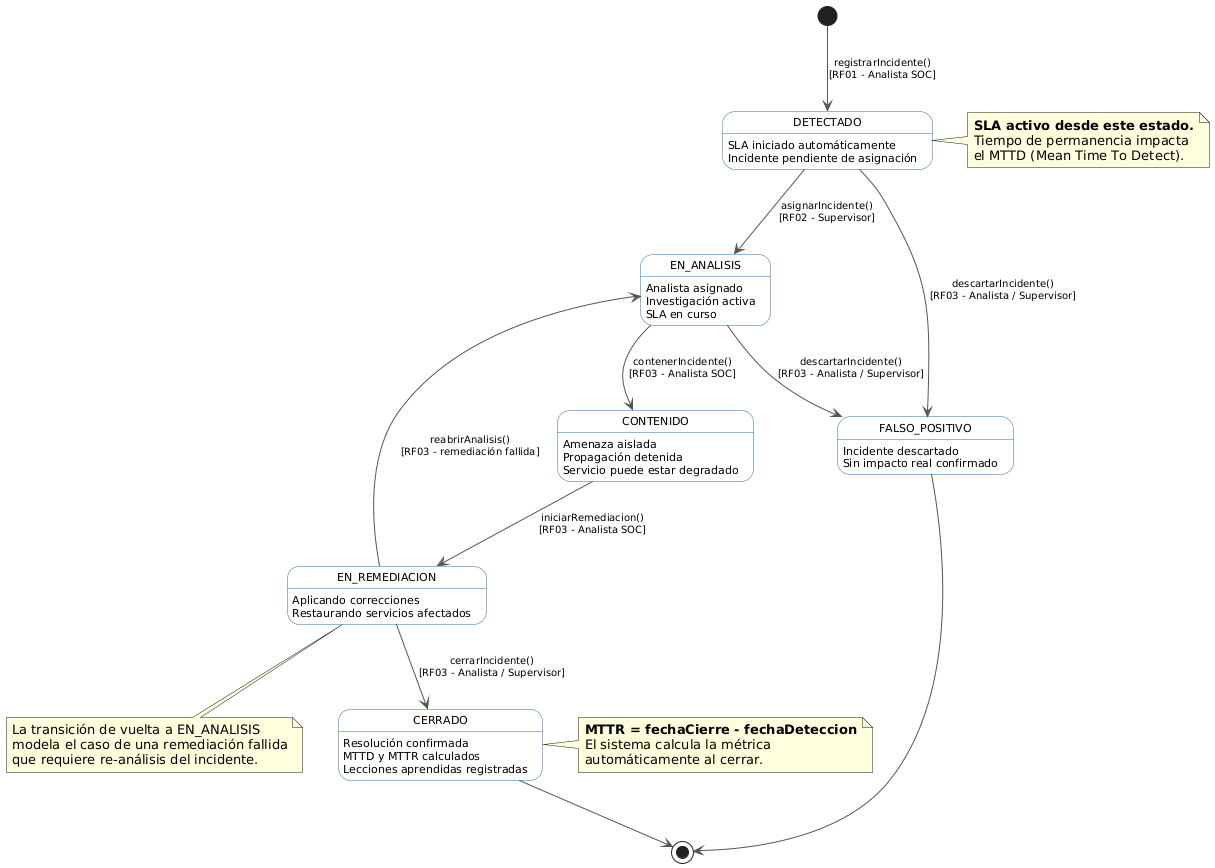 registrarIncidente()
[RF01 - Analista SOC]
DETECTADO
SLA iniciado automáticamente
Incidente pendiente de asignación
SLA activo desde este estado.
Tiempo de permanencia impacta
el MTTD (Mean Time To Detect).
asignarIncidente()
[RF02 - Supervisor]
descartarIncidente()
[RF03 - Analista / Supervisor]
EN_ANALISIS
Analista asignado
Investigación activa
SLA en curso
contenerIncidente()
[RF03 - Analista SOC]
descartarIncidente()
[RF03 - Analista / Supervisor]
reabrirAnalisis()
[RF03 - remediación fallida]
CONTENIDO
Amenaza aislada
Propagación detenida
Servicio puede estar degradado
FALSO_POSITIVO
Incidente descartado
Sin impacto real confirmado
iniciarRemediacion()
[RF03 - Analista SOC]
EN_REMEDIACION
Aplicando correcciones
Restaurando servicios afectados
cerrarIncidente()
[RF03 - Analista / Supervisor]
La transición de vuelta a EN_ANALISIS
modela el caso de una remediación fallida
que requiere re-análisis del incidente.
CERRADO
Resolución confirmada
MTTD y MTTR calculados
Lecciones aprendidas registradas
MTTR = fechaCierre - fechaDeteccion
El sistema calcula la métrica
automáticamente al cerrar.